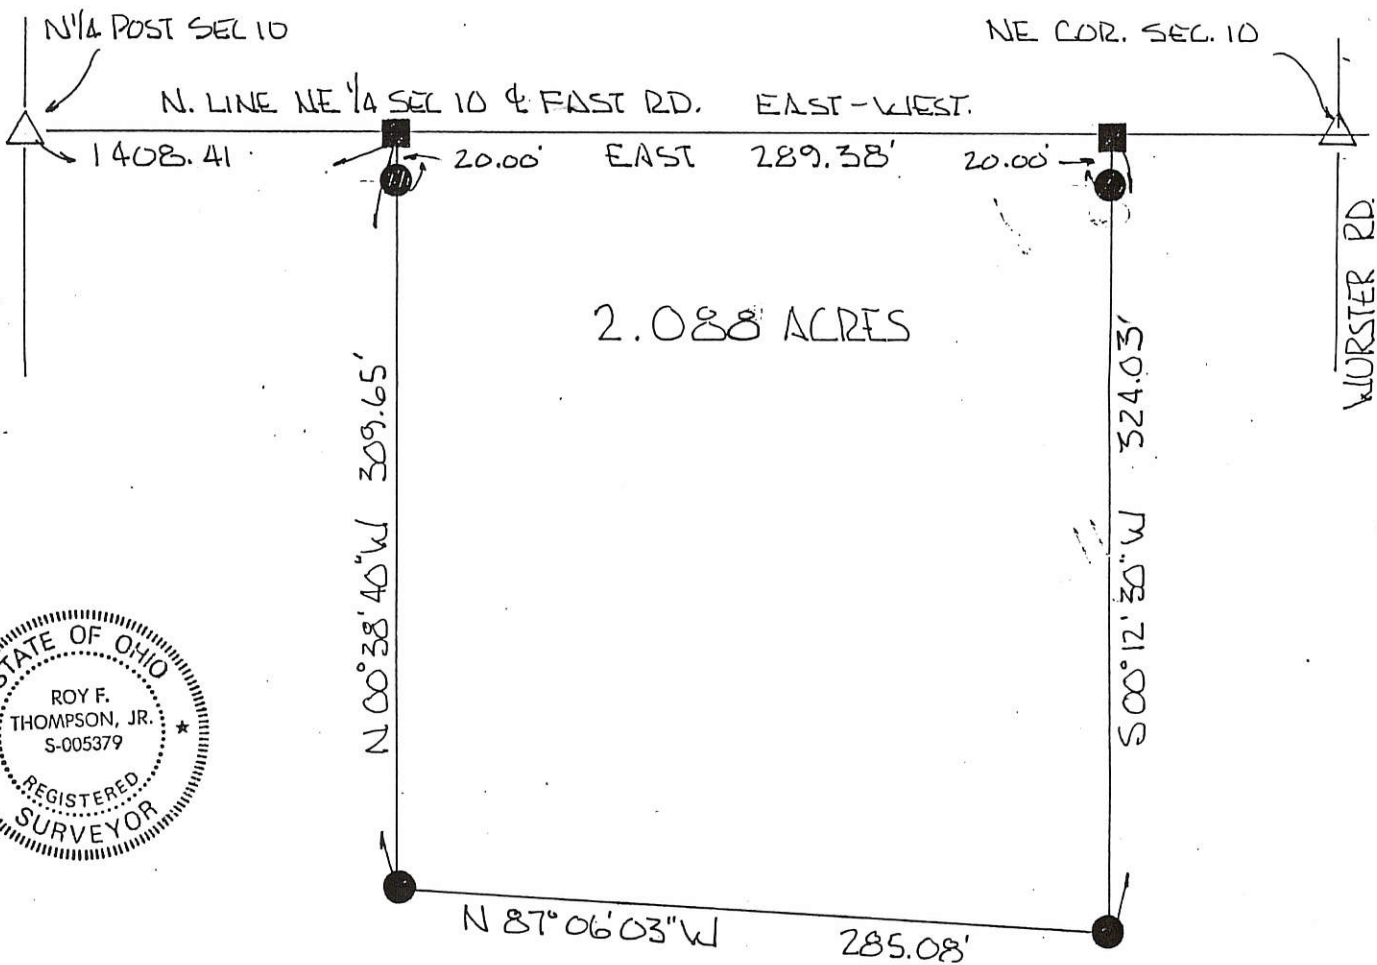 N'1/4 POST SEC 10
NE COR. SEC. 10
N. LINE NE 1/4 SEC 10 & FAST RD. EAST-WEST.
1408.41
20.00'
EAST 289.38'
20.00'
WURSTER RD.
2.088 ACRES
N 00°38'40"W 309.65'
S 00°12'30"W 324.03'
STATE OF OHIO
ROY F.
THOMPSON, JR.
S-005379
REGISTERED
SURVEYOR
N 87°06'03"W 285.08'